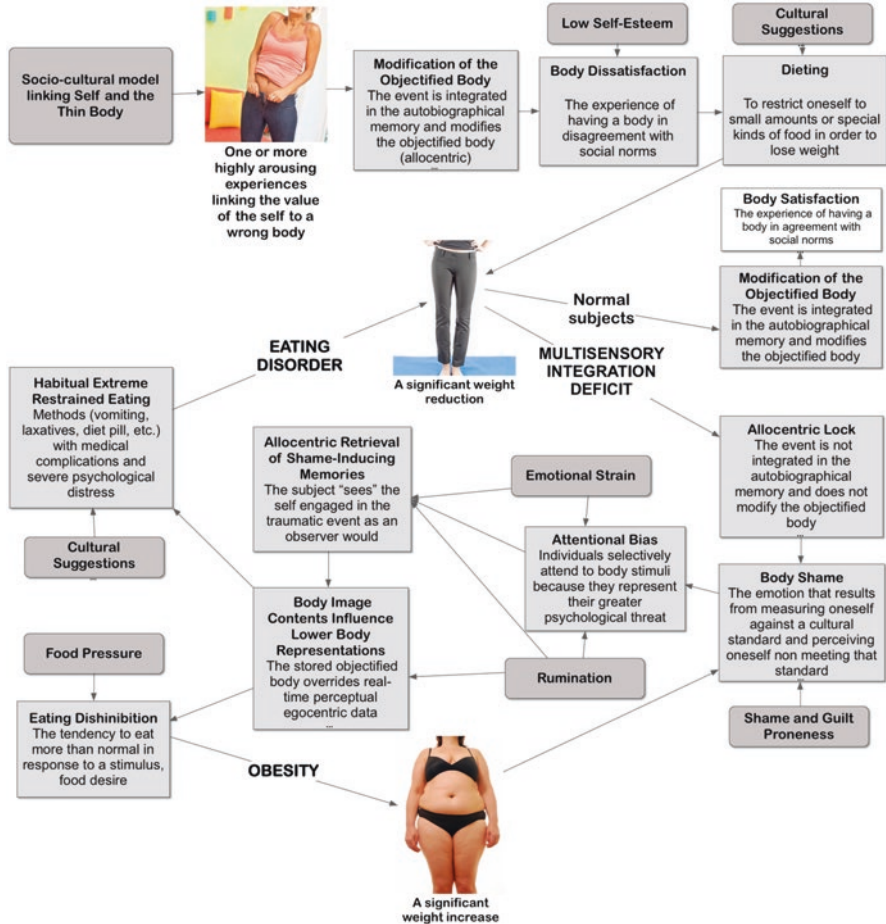 Socio-cultural model
linking Self and the
Thin Body
One or more
highly arousing
experiences
linking the value
of the self to a
wrong body
Modification of the
Objectified Body
The event is integrated
in the autobiographical
memory and modifies
the objectified body
(allocentric)
...
Low Self-Esteem
Body Dissatisfaction
The experience of
having a body in
disagreement with
social norms
Cultural
Suggestions
Dieting
To restrict oneself to
small amounts or special
kinds of food in order to
lose weight
Body Satisfaction
The experience of having a
body in agreement with
social norms
Modification of the
Objectified Body
The event is integrated
in the autobiographical
memory and modifies
the objectified body
Normal
subjects
A significant weight
reduction
EATING
DISORDER
MULTISENSORY
INTEGRATION
DEFICIT
Habitual Extreme
Restrained Eating
Methods (vomiting,
laxatives, diet pill, etc.)
with medical
complications and
severe psychological
distress
Cultural
Suggestions
...
Allocentric Retrieval
of Shame-Inducing
Memories
The subject “sees” the
self engaged in the
traumatic event as an
observer would
Emotional Strain
Attentional Bias
Individuals selectively
attend to body stimuli
because they represent
their greater
psychological threat
Allocentric Lock
The event is not
integrated in the
autobiographical
memory and does not
modify the objectified
body
Body Shame
The emotion that results
from measuring oneself
against a cultural
standard and perceiving
oneself non meeting that
standard
...
Shame and Guilt
Proneness
Rumination
Body Image
Contents Influence
Lower Body
Representations
The stored objectified
body overrides real-
time perceptual
egocentric data
...
Food Pressure
Eating Dishinibition
The tendency to eat
more than normal in
response to a stimulus,
food desire
OBESITY
A significant
weight increase